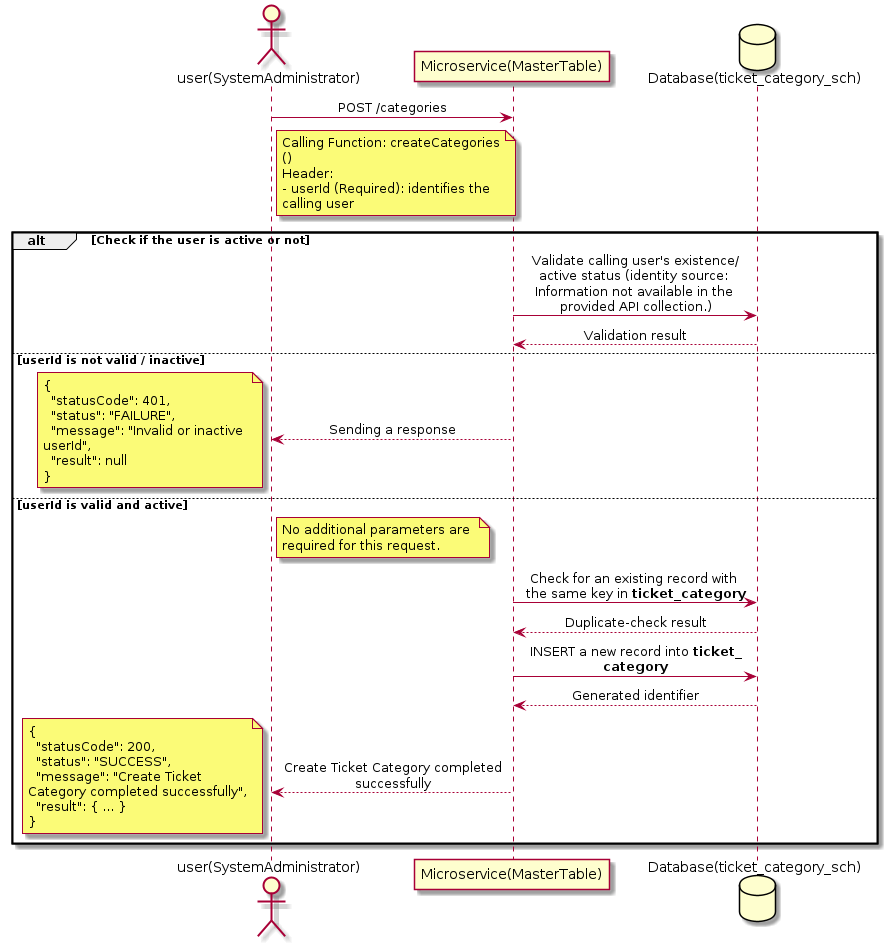 user(SystemAdministrator)
Microservice(MasterTable)
Database(ticket_category_sch)
POST /categories
Calling Function: createCategories
()
Header:
- userId (Required): identifies the
calling user
alt
[Check if the user is active or not]
Validate calling user's existence/
active status (identity source:
Information not available in the
provided API collection.)
Validation result
[userId is not valid / inactive]
{
"statusCode": 401,
"status": "FAILURE",
"message": "Invalid or inactive
userId",
"result": null
}
Sending a response
[userId is valid and active]
No additional parameters are
required for this request.
Check for an existing record with
the same key in ticket_category
Duplicate-check result
INSERT a new record into ticket_
category
Generated identifier
{
"statusCode": 200,
"status": "SUCCESS",
"message": "Create Ticket
Category completed successfully",
"result": { ... }
}
Create Ticket Category completed
successfully
user(SystemAdministrator)
Microservice(MasterTable)
Database(ticket_category_sch)